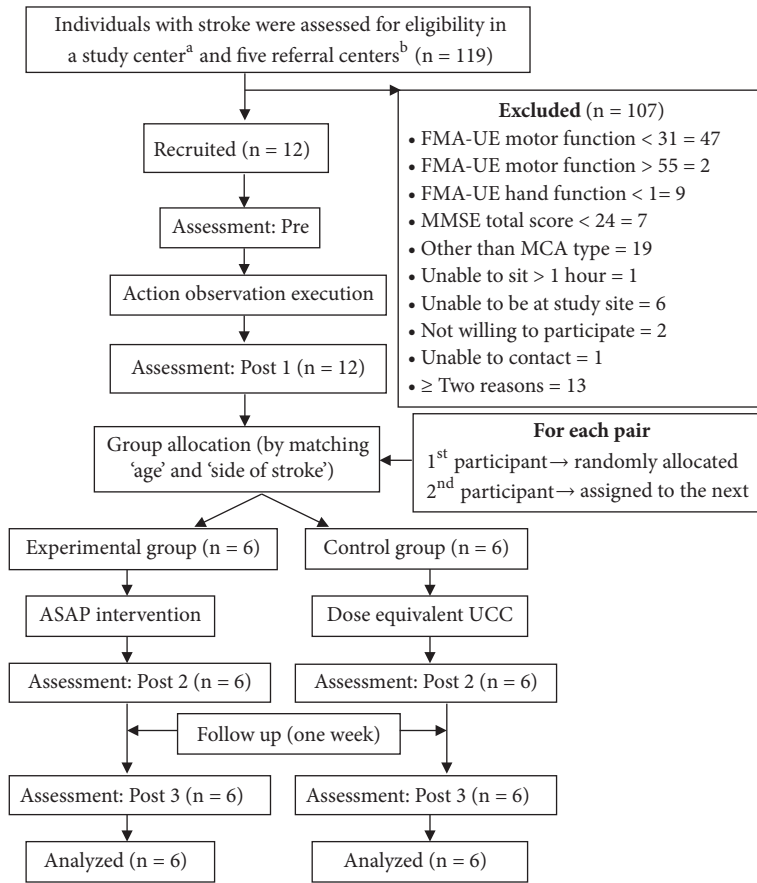 Individuals with stroke were assessed for eligibility in
a study center^a and five referral centers^b (n = 119)
Excluded (n = 107)
• FMA-UE motor function < 31 = 47
• FMA-UE motor function > 55 = 2
• FMA-UE hand function < 1= 9
• MMSE total score < 24 = 7
• Other than MCA type = 19
• Unable to sit > 1 hour = 1
• Unable to be at study site = 6
• Not willing to participate = 2
• Unable to contact = 1
• ≥ Two reasons = 13
Recruited (n = 12)
Assessment: Pre
Action observation execution
Assessment: Post 1 (n = 12)
Group allocation (by matching
‘age’ and ‘side of stroke’)
For each pair
1st participant→ randomly allocated
2nd participant→ assigned to the next
Experimental group (n = 6)
Control group (n = 6)
ASAP intervention
Dose equivalent UCC
Assessment: Post 2 (n = 6)
Assessment: Post 2 (n = 6)
Follow up (one week)
Assessment: Post 3 (n = 6)
Assessment: Post 3 (n = 6)
Analyzed (n = 6)
Analyzed (n = 6)